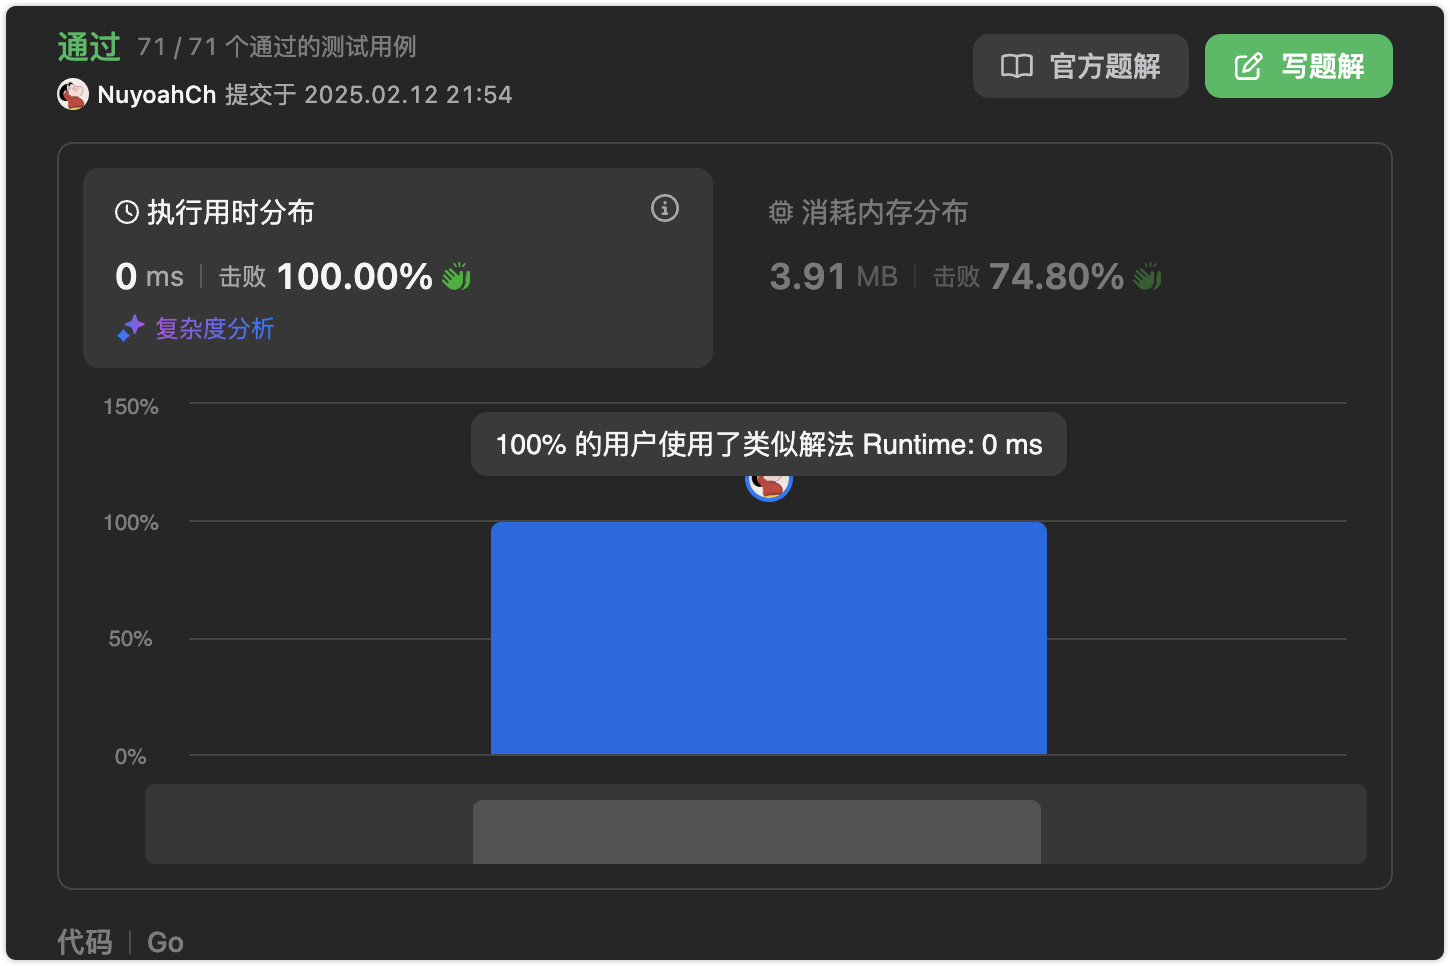 通过 71 / 71 个通过的测试用例
官方题解
写题解
NuyoahCh 提交于 2025.02.12 21:54
执行用时分布
0 ms 击败 100.00%
复杂度分析
消耗内存分布
3.91 MB 击败 74.80%
150%
100% 的用户使用了类似解法 Runtime: 0 ms
100%
50%
0%
代码 Go